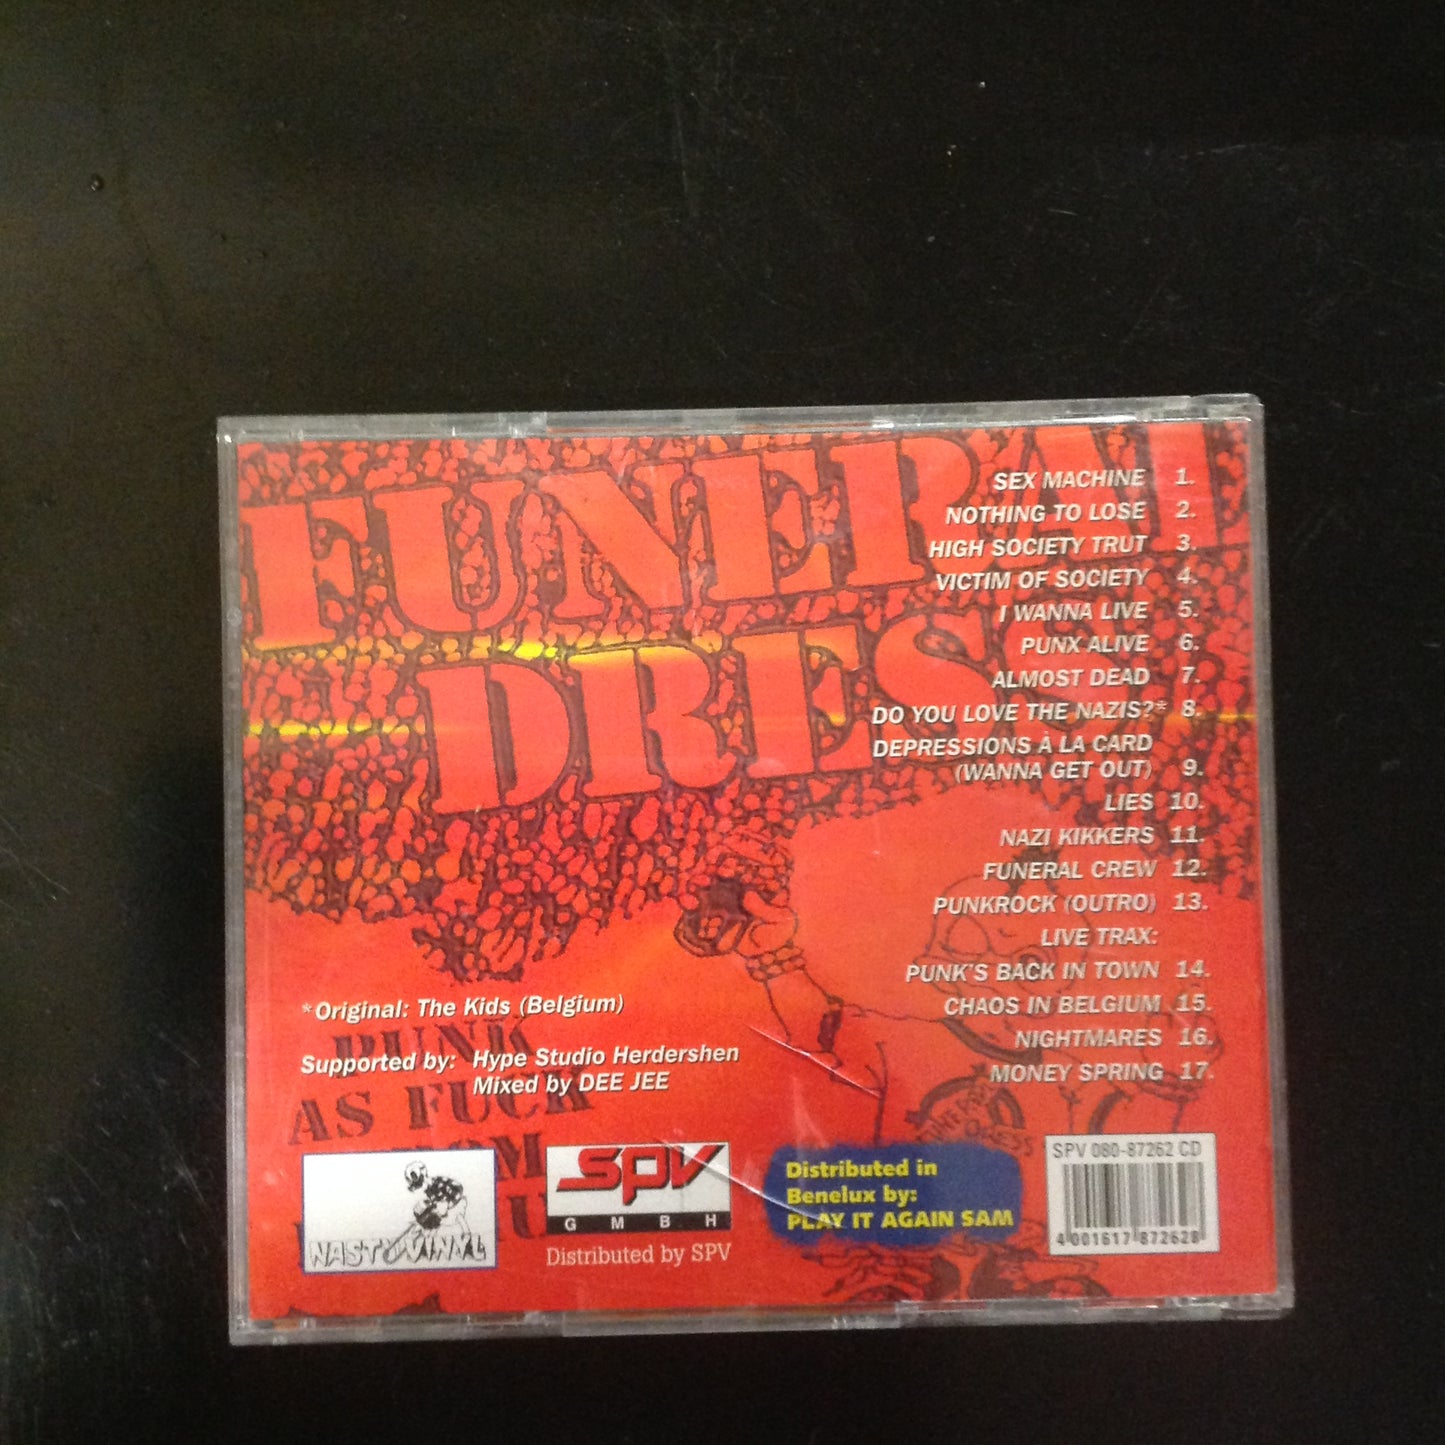 FUNERAL
DRESS
SEX MACHINE 1.
NOTHING TO LOSE 2.
HIGH SOCIETY TRUT 3.
VICTIM OF SOCIETY 4.
I WANNA LIVE 5.
PUNX ALIVE 6.
ALMOST DEAD 7.
DO YOU LOVE THE NAZIS?* 8.
DEPRESSIONS À LA CARD
(WANNA GET OUT) 9.
LIES 10.
NAZI KIKKERS 11.
FUNERAL CREW 12.
PUNKROCK (OUTRO) 13.
LIVE TRAX:
PUNK'S BACK IN TOWN 14.
CHAOS IN BELGIUM 15.
NIGHTMARES 16.
MONEY SPRING 17.
*Original: The Kids (Belgium)
Supported by: Hype Studio Herdershen
Mixed by DEE JEE
PUNK
AS FUCK
NASTY VINYL
SPV
GMBH
Distributed by SPV
Distributed in
Benelux by:
PLAY IT AGAIN SAM
SPV 080-87262 CD
4 001617 872628